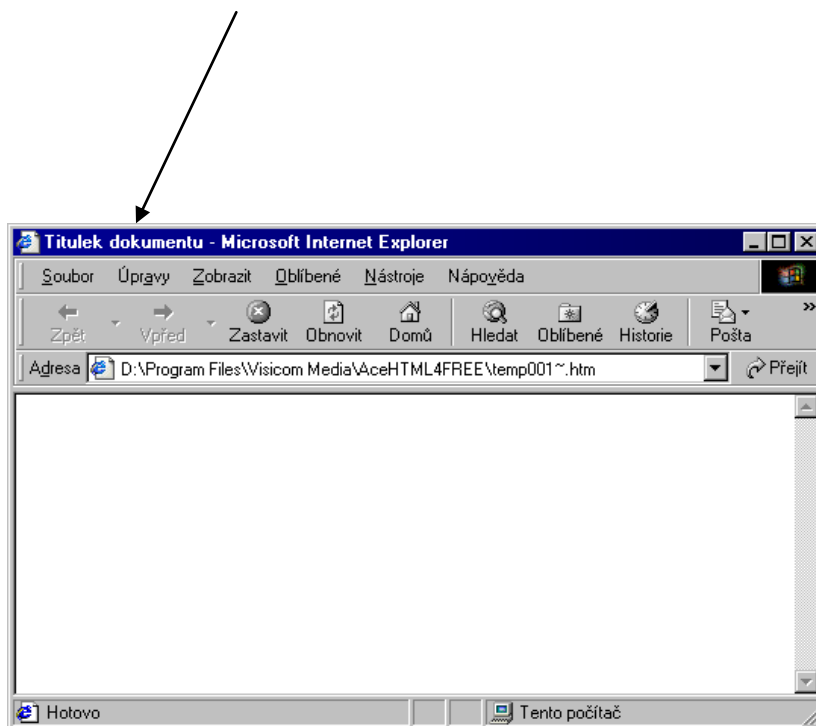 Titulek dokumentu - Microsoft Internet Explorer
Soubor Úpravy Zobrazit Oblíbené Nástroje Nápověda
Zpět Vpřed Zastavit Obnovit Domů Hledat Oblíbené Historie Pošta »
Adresa D:\Program Files\Visicom Media\AceHTML4FREE\temp001~.htm Přejít
Hotovo Tento počítač